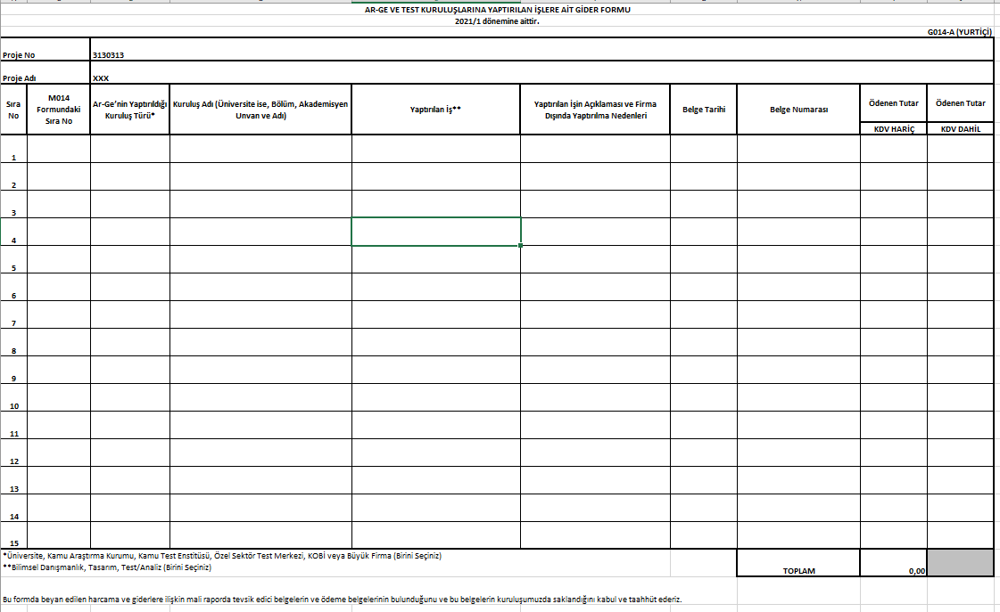 AR-GE VE TEST KURULUŞLARINA YAPTIRILAN İŞLERE AİT GİDER FORMU
2021/1 dönemine aittir.
G014-A (YURTİÇİ)
Proje No
3130313
Proje Adı
XXX
Sıra No
M014 Formundaki Sıra No
Ar-Ge'nin Yaptırıldığı Kuruluş Türü*
Kuruluş Adı (Üniversite ise, Bölüm, Akademisyen Unvan ve Adı)
Yaptırılan İş**
Yaptırılan İşin Açıklaması ve Firma Dışında Yaptırılma Nedenleri
Belge Tarihi
Belge Numarası
Ödenen Tutar
KDV HARİÇ
Ödenen Tutar
KDV DAHİL
1
2
3
4
5
6
7
8
9
10
11
12
13
14
15
*Üniversite, Kamu Araştırma Kurumu, Kamu Test Enstitüsü, Özel Sektör Test Merkezi, KOBİ veya Büyük Firma (Birini Seçiniz)
**Bilimsel Danışmanlık, Tasarım, Test/Analiz (Birini Seçiniz)
TOPLAM
0,00
Bu formda beyan edilen harcama ve giderlere ilişkin mali raporda tevsik edici belgelerin ve ödeme belgelerinin bulunduğunu ve bu belgelerin kuruluşumuzda saklandığını kabul ve taahhüt ederiz.